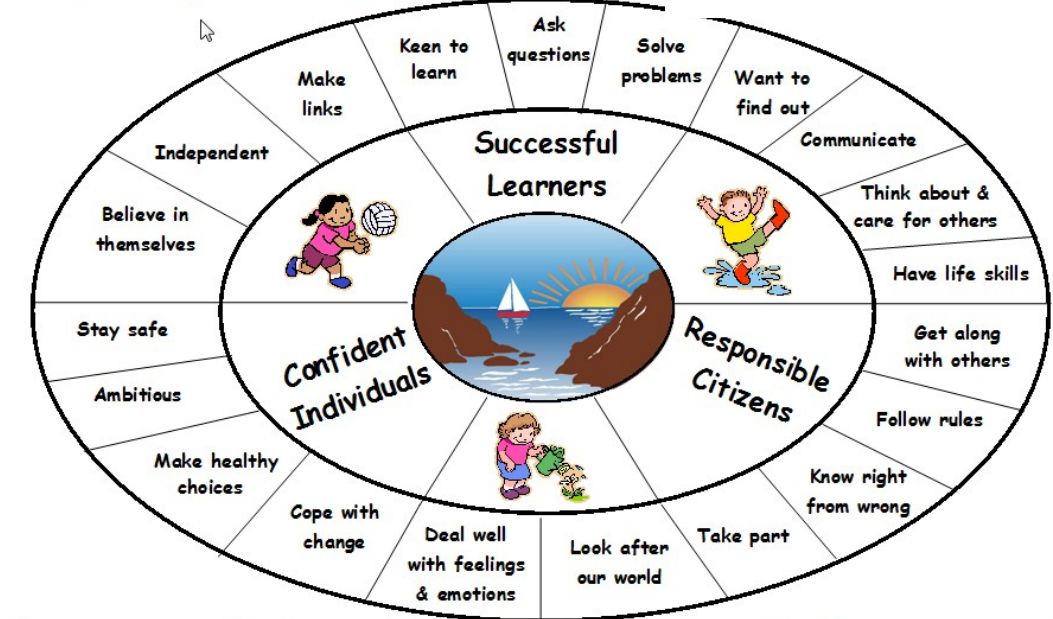 Ask
questions
Solve
problems
Want to
find out
Communicate
Think about &
care for others
Have life skills
Get along
with others
Follow rules
Know right
from wrong
Take part
Look after
our world
Deal well
with feelings
& emotions
Cope with
change
Make healthy
choices
Ambitious
Stay safe
Believe in
themselves
Independent
Make
links
Keen to
learn
Successful
Learners
Responsible
Citizens
Confident
Individuals